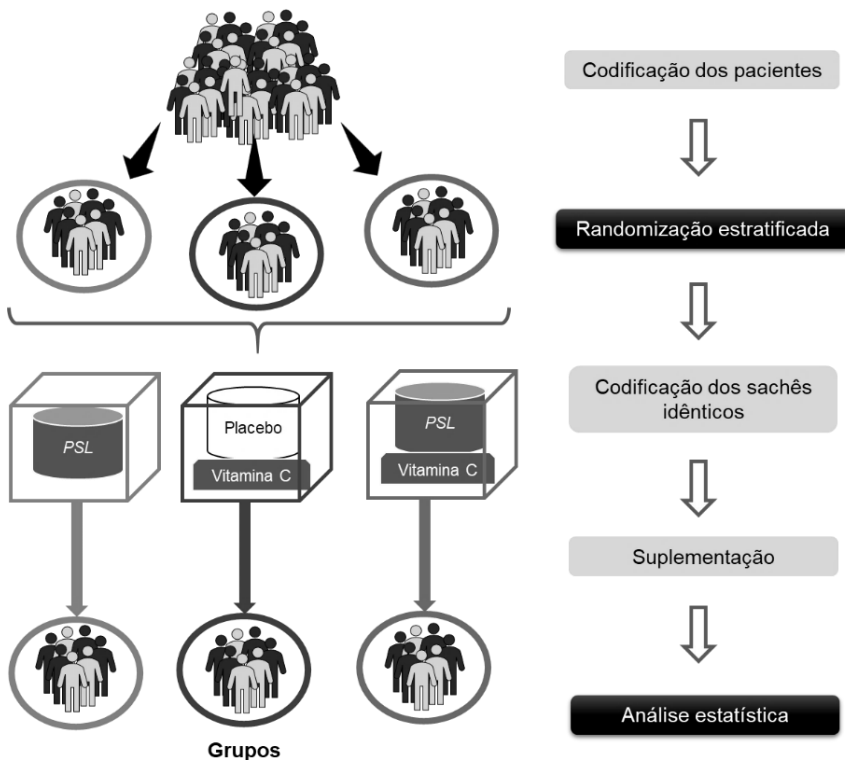 Codificação dos pacientes
Randomização estratificada
Codificação dos sachês
idênticos
PSL
Placebo
Vitamina C
PSL
Vitamina C
Suplementação
Análise estatística
Grupos